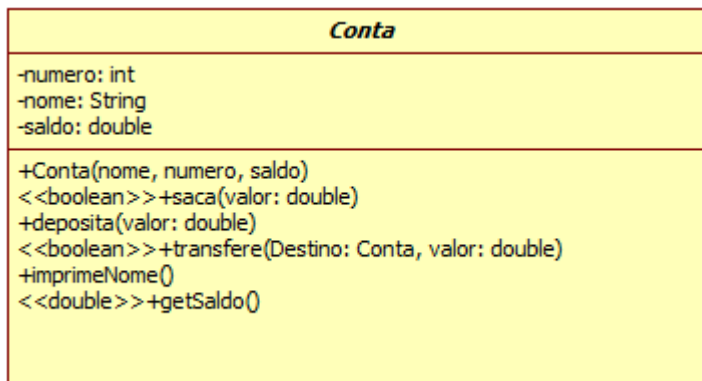 Conta
-numero: int
-nome: String
-saldo: double
+Conta(nome, numero, saldo)
<<boolean>>+saca(valor: double)
+deposita(valor: double)
<<boolean>>+transfere(Destino: Conta, valor: double)
+imprimeNome()
<<double>>+getSaldo()